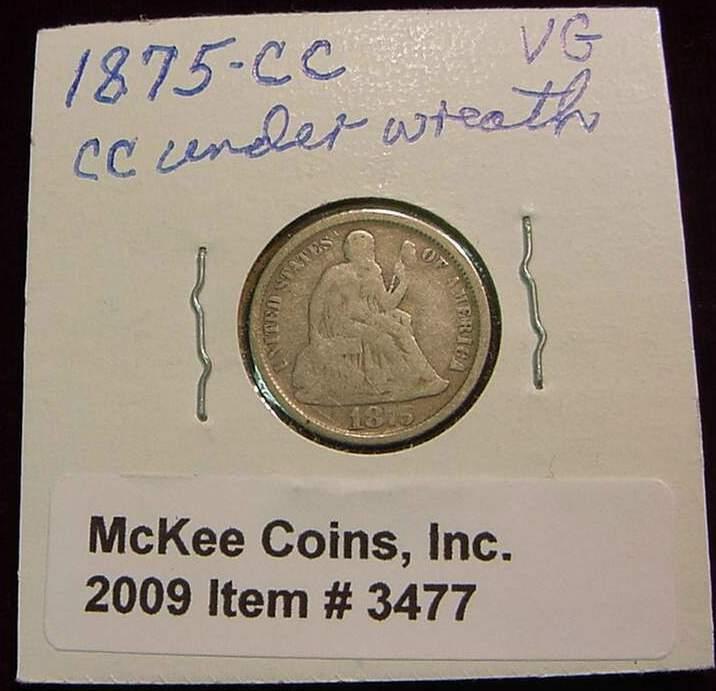 1875-CC VG
CC under wreath
UNITED STATES OF AMERICA
1875
McKee Coins, Inc.
2009 Item # 3477